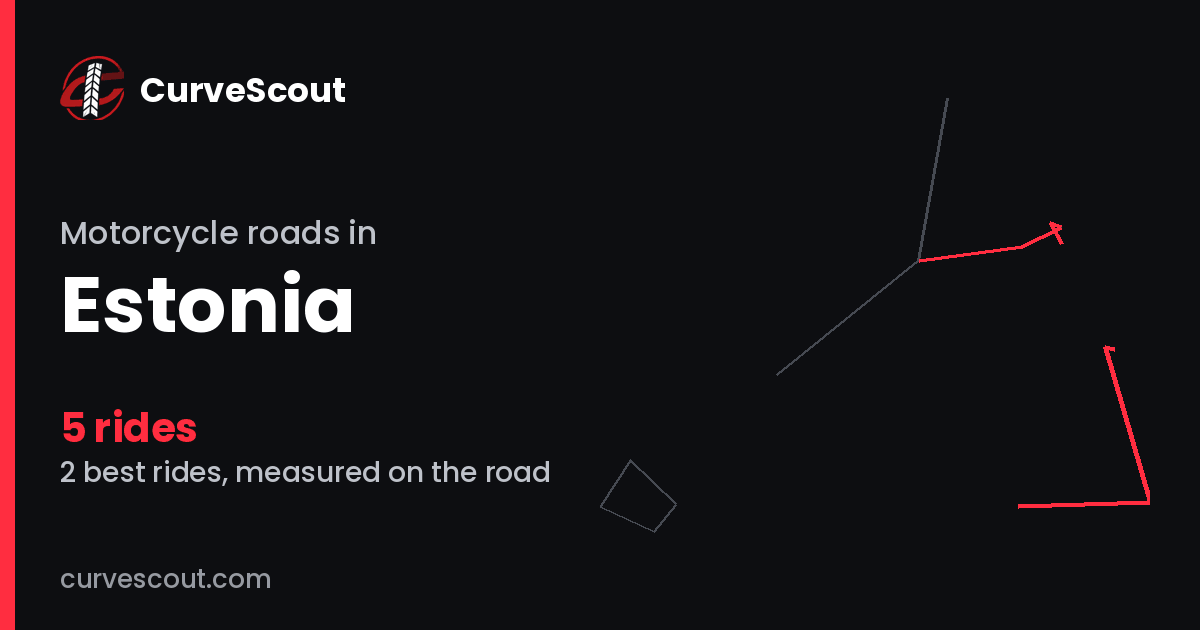 CurveScout
Motorcycle roads in
Estonia
5 rides
2 best rides, measured on the road
curvescout.com